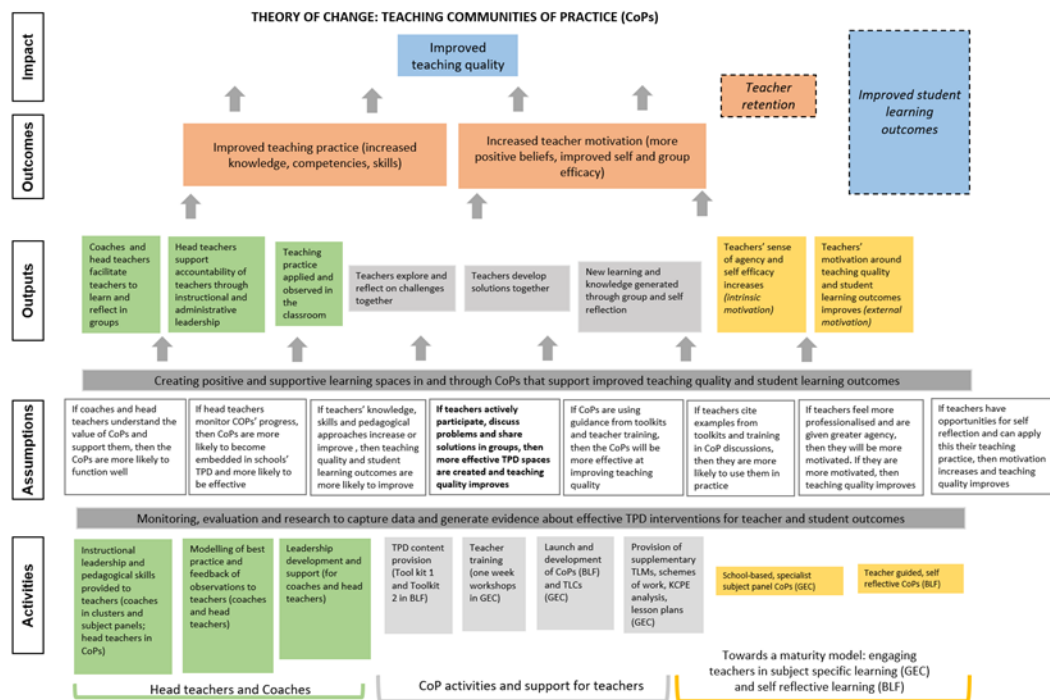 THEORY OF CHANGE: TEACHING COMMUNITIES OF PRACTICE (CoPs)
Impact
Improved
teaching quality
Teacher
retention
Improved student
learning
outcomes
Outcomes
Improved teaching practice (increased
knowledge, competencies, skills)
Increased teacher motivation (more
positive beliefs, improved self and group
efficacy)
Outputs
Coaches and
head teachers
facilitate
teachers to
learn and
reflect in
groups
Head teachers
support
accountability of
teachers through
instructional and
administrative
leadership
Teaching
practice
applied and
observed in
the
classroom
Teachers explore and
reflect on challenges
together
Teachers develop
solutions together
New learning and
knowledge generated
through group and self
reflection
Teachers' sense
of agency and
self efficacy
increases
(intrinsic
motivation)
Teachers'
motivation around
teaching quality
and student
learning outcomes
improves (external
motivation)
Creating positive and supportive learning spaces in and through CoPs that support improved teaching quality and student learning outcomes
Assumptions
If coaches and head
teachers understand the
value of CoPs and
support them, then the
CoPs are more likely to
function well
If head teachers
monitor COPs' progress,
then CoPs are more
likely to become
embedded in schools'
TPD and more likely to
be effective
If teachers' knowledge,
skills and pedagogical
approaches increase or
improve , then teaching
quality and student
learning outcomes are
more likely to improve
If teachers actively
participate, discuss
problems and share
solutions in groups, then
more effective TPD spaces
are created and teaching
quality improves
If CoPs are using
guidance from toolkits
and teacher training,
then the CoPs will be
more effective at
improving teaching
quality
If teachers cite
examples from
toolkits and training
in CoP discussions,
then they are more
likely to use them in
practice
If teachers feel more
professionalised and are
given greater agency,
then they will be more
motivated. If they are
more motivated, then
teaching quality improves
If teachers have
opportunities for self
reflection and can apply
this their teaching
practice, then motivation
increases and teaching
quality improves
Monitoring, evaluation and research to capture data and generate evidence about effective TPD interventions for teacher and student outcomes
Activities
Instructional
leadership and
pedagogical skills
provided to
teachers (coaches
in clusters and
subject panels;
head teachers in
CoPs)
Modelling of best
practice and
feedback of
observations to
teachers (coaches
and head
teachers)
Leadership
development and
support (for
coaches and head
teachers)
TPD content
provision
(Tool kit 1
and Toolkit
2 in BLF)
Teacher
training
(one week
workshops
in GEC)
Launch and
development
of CoPs (BLF)
and TLCs
(GEC)
Provision of
supplementary
TLMs, schemes
of work, KCPE
analysis,
lesson plans
(GEC)
School-based, specialist
subject panel CoPs (GEC)
Teacher guided, self
reflective CoPs (BLF)
Head teachers and Coaches
CoP activities and support for teachers
Towards a maturity model: engaging
teachers in subject specific learning (GEC)
and self reflective learning (BLF)